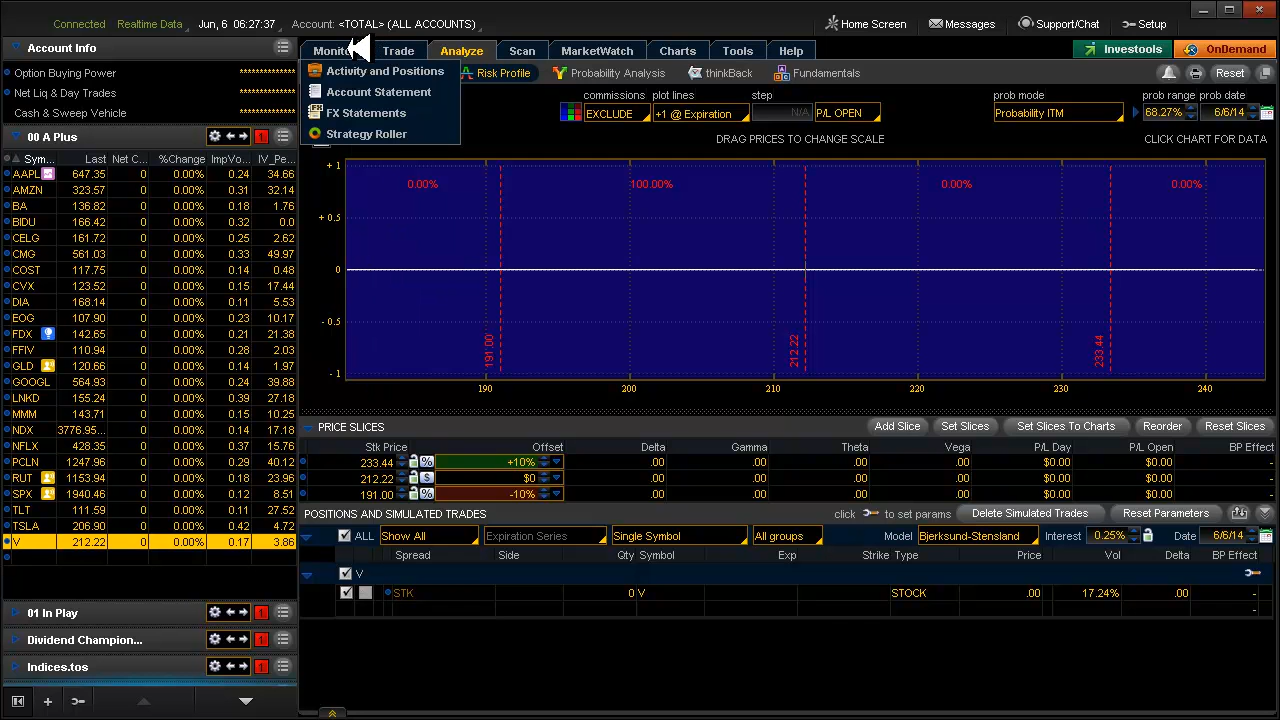 Connected Realtime Data Jun, 6 06:27:37 Account: <TOTAL> (ALL ACCOUNTS) Home Screen Messages Support/Chat Setup
Account Info
Option Buying Power ************
Net Liq & Day Trades ************
Cash & Sweep Vehicle ************
00 A Plus 1
Sym... Last Net C... %Change ImpVo... IV_Pe...
AAPL 647.35 0 0.00% 0.24 34.66
AMZN 323.57 0 0.00% 0.31 32.14
BA 136.82 0 0.00% 0.18 1.76
BIDU 166.42 0 0.00% 0.32 0.0
CELG 161.72 0 0.00% 0.25 2.62
CMG 561.03 0 0.00% 0.33 49.97
COST 117.75 0 0.00% 0.14 0.48
CVX 123.52 0 0.00% 0.15 17.44
DIA 168.14 0 0.00% 0.11 5.53
EOG 107.90 0 0.00% 0.23 10.17
FDX 142.65 0 0.00% 0.21 21.38
FFIV 110.94 0 0.00% 0.28 2.03
GLD 120.66 0 0.00% 0.14 1.97
GOOGL 564.93 0 0.00% 0.24 39.88
LNKD 155.24 0 0.00% 0.39 27.18
MMM 143.71 0 0.00% 0.15 10.25
NDX 3776.95... 0 0.00% 0.14 17.18
NFLX 428.35 0 0.00% 0.37 15.76
PCLN 1247.96 0 0.00% 0.29 40.12
RUT 1153.94 0 0.00% 0.18 23.96
SPX 1940.46 0 0.00% 0.12 8.51
TLT 111.59 0 0.00% 0.11 27.52
TSLA 206.90 0 0.00% 0.42 4.72
V 212.22 0 0.00% 0.17 3.86
01 In Play 1
Dividend Champion... 1
Indices.tos 1
Trade Analyze Scan MarketWatch Charts Tools Help Investools OnDemand
Activity and Positions
Account Statement
FX Statements
Strategy Roller
Risk Profile Probability Analysis thinkBack Fundamentals Reset
commissions plot lines step prob mode prob range prob date
EXCLUDE +1 @ Expiration N/A P/L OPEN Probability ITM 68.27% 6/6/14
DRAG PRICES TO CHANGE SCALE CLICK CHART FOR DATA
+ 1
+ 0.5
0
- 0.5
- 1
0.00% 100.00% 0.00% 0.00%
191.00 212.22 233.44
190 200 210 220 230 240
PRICE SLICES Add Slice Set Slices Set Slices To Charts Reorder Reset Slices
Stk Price Offset Delta Gamma Theta Vega P/L Day P/L Open BP Effect
233.44 % +10% .00 .00 .00 .00 $0.00 $0.00 -
212.22 $ $0 .00 .00 .00 .00 $0.00 $0.00 -
191.00 % -10% .00 .00 .00 .00 $0.00 $0.00 -
POSITIONS AND SIMULATED TRADES click to set params Delete Simulated Trades Reset Parameters
ALL Show All Expiration Series Single Symbol All groups Model Bjerksund-Stensland Interest 0.25% Date 6/6/14
Spread Side Qty Symbol Exp Strike Type Price Vol Delta BP Effect
V -
STK 0 V STOCK .00 17.24% .00 -
-